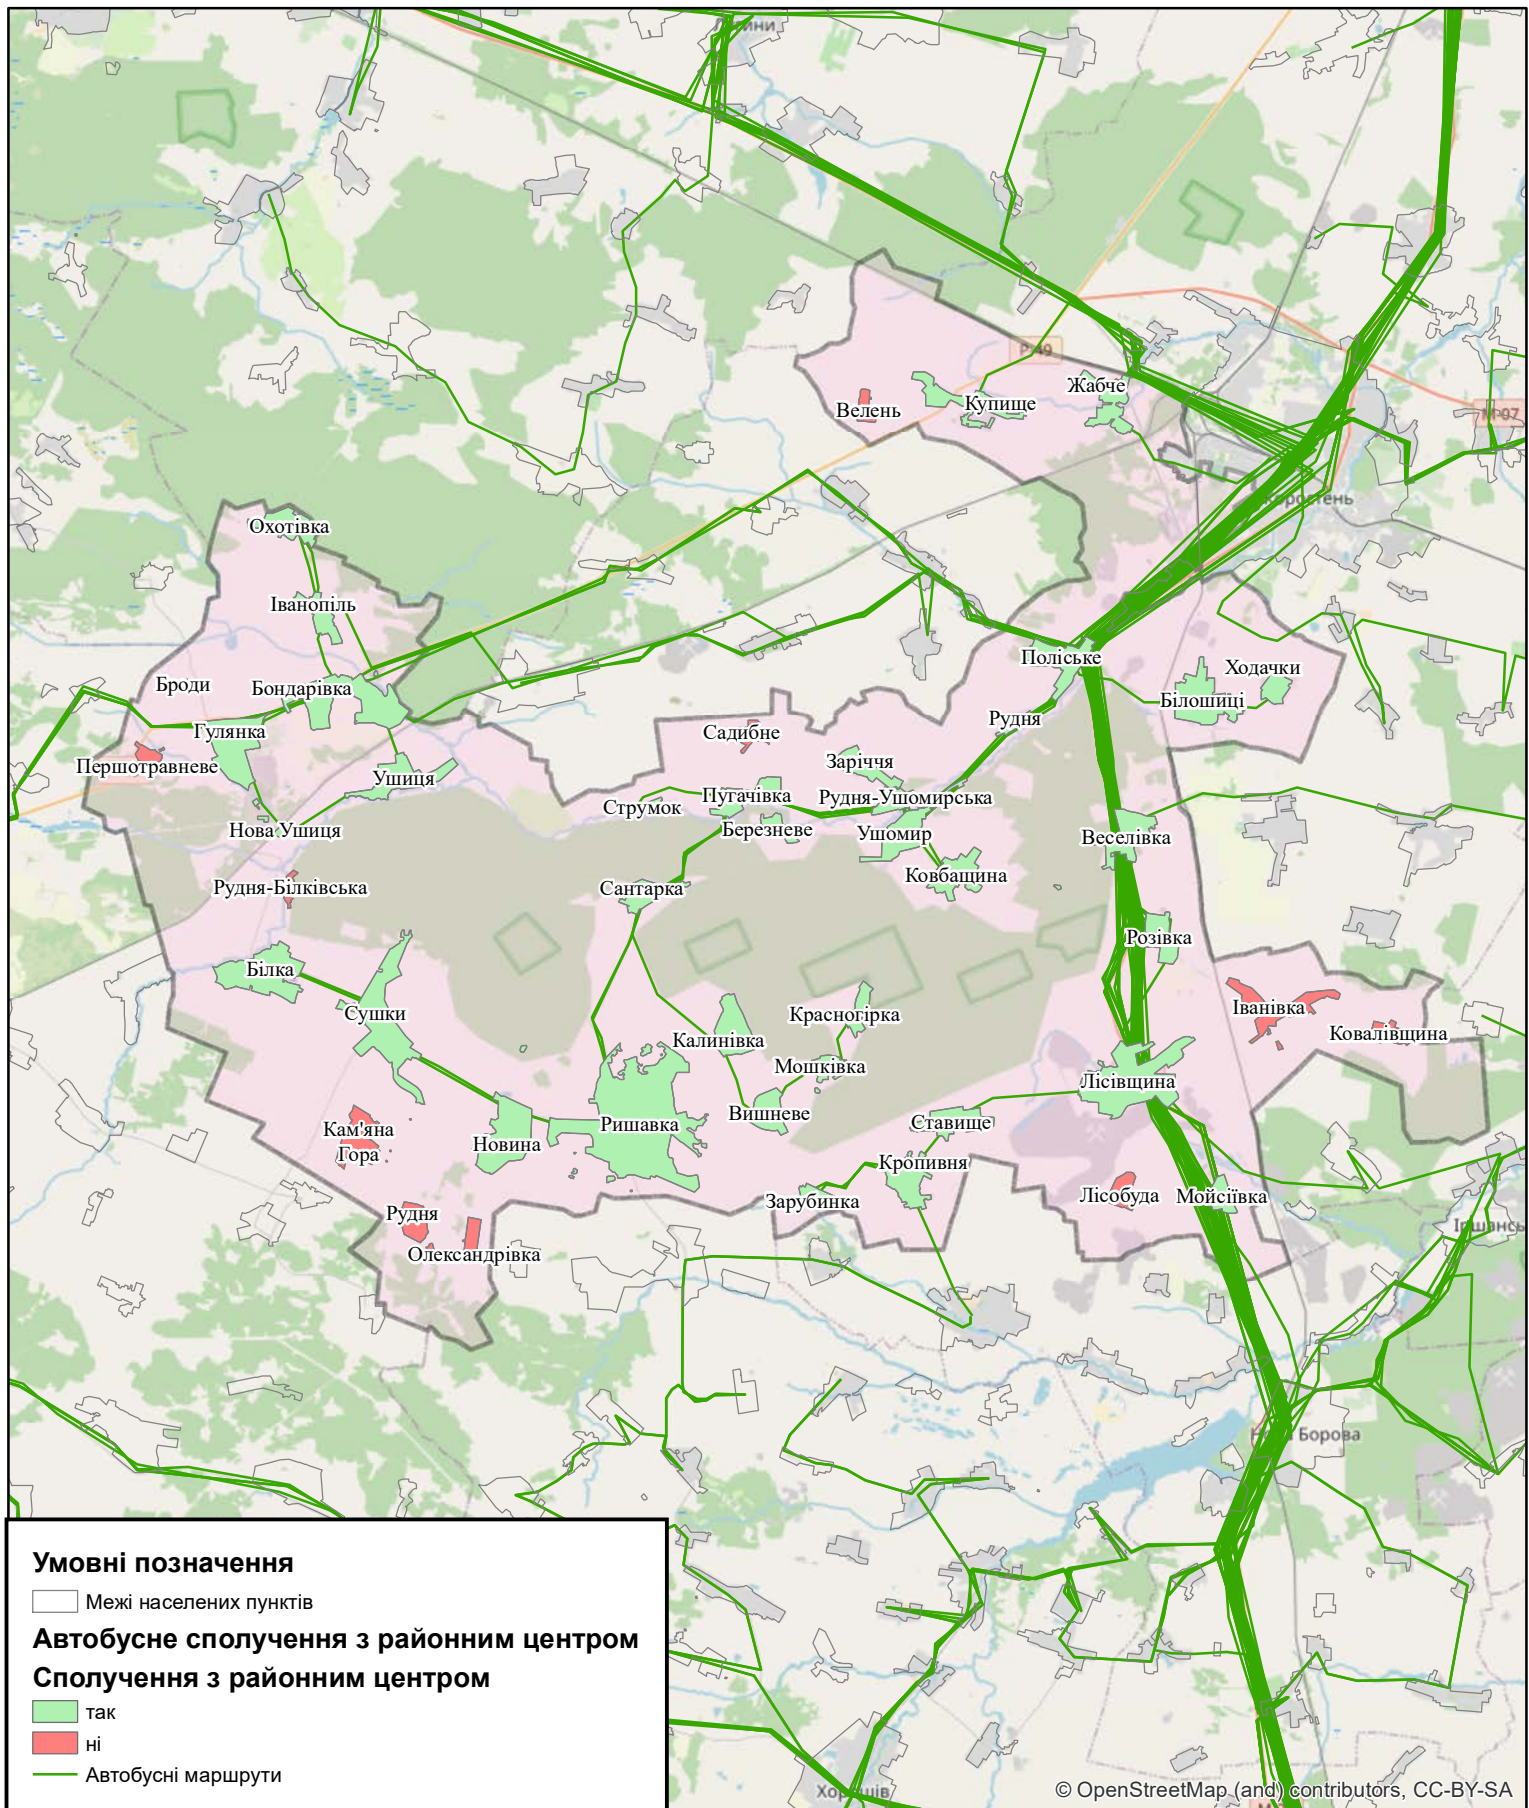 Р-49
М-07
Жабче
Велень
Купище
Коростень
Охотівка
Іванопіль
Поліське
Ходачки
Броди
Бондарівка
Білошиці
Рудня
Гулянка
Садибне
Заріччя
Першотравневе
Ушиця
Пугачівка
Рудня-Ушомирська
Струмок
Нова Ушиця
Березневе
Ушомир
Веселівка
Ковбащина
Рудня-Білківська
Сантарка
Розівка
Білка
Сушки
Красногірка
Іванівка
Ковалівщина
Калинівка
Мошківка
Лісівщина
Вишневе
Кам'яна
Гора
Новина
Ришавка
Ставище
Кропивня
Зарубинка
Лісобуда
Мойсіївка
Рудня
Олександрівка
Борова
Умовні позначення
Межі населених пунктів
Автобусне сполучення з районним центром
Сполучення з районним центром
так
ні
Автобусні маршрути
© OpenStreetMap (and) contributors, CC-BY-SA